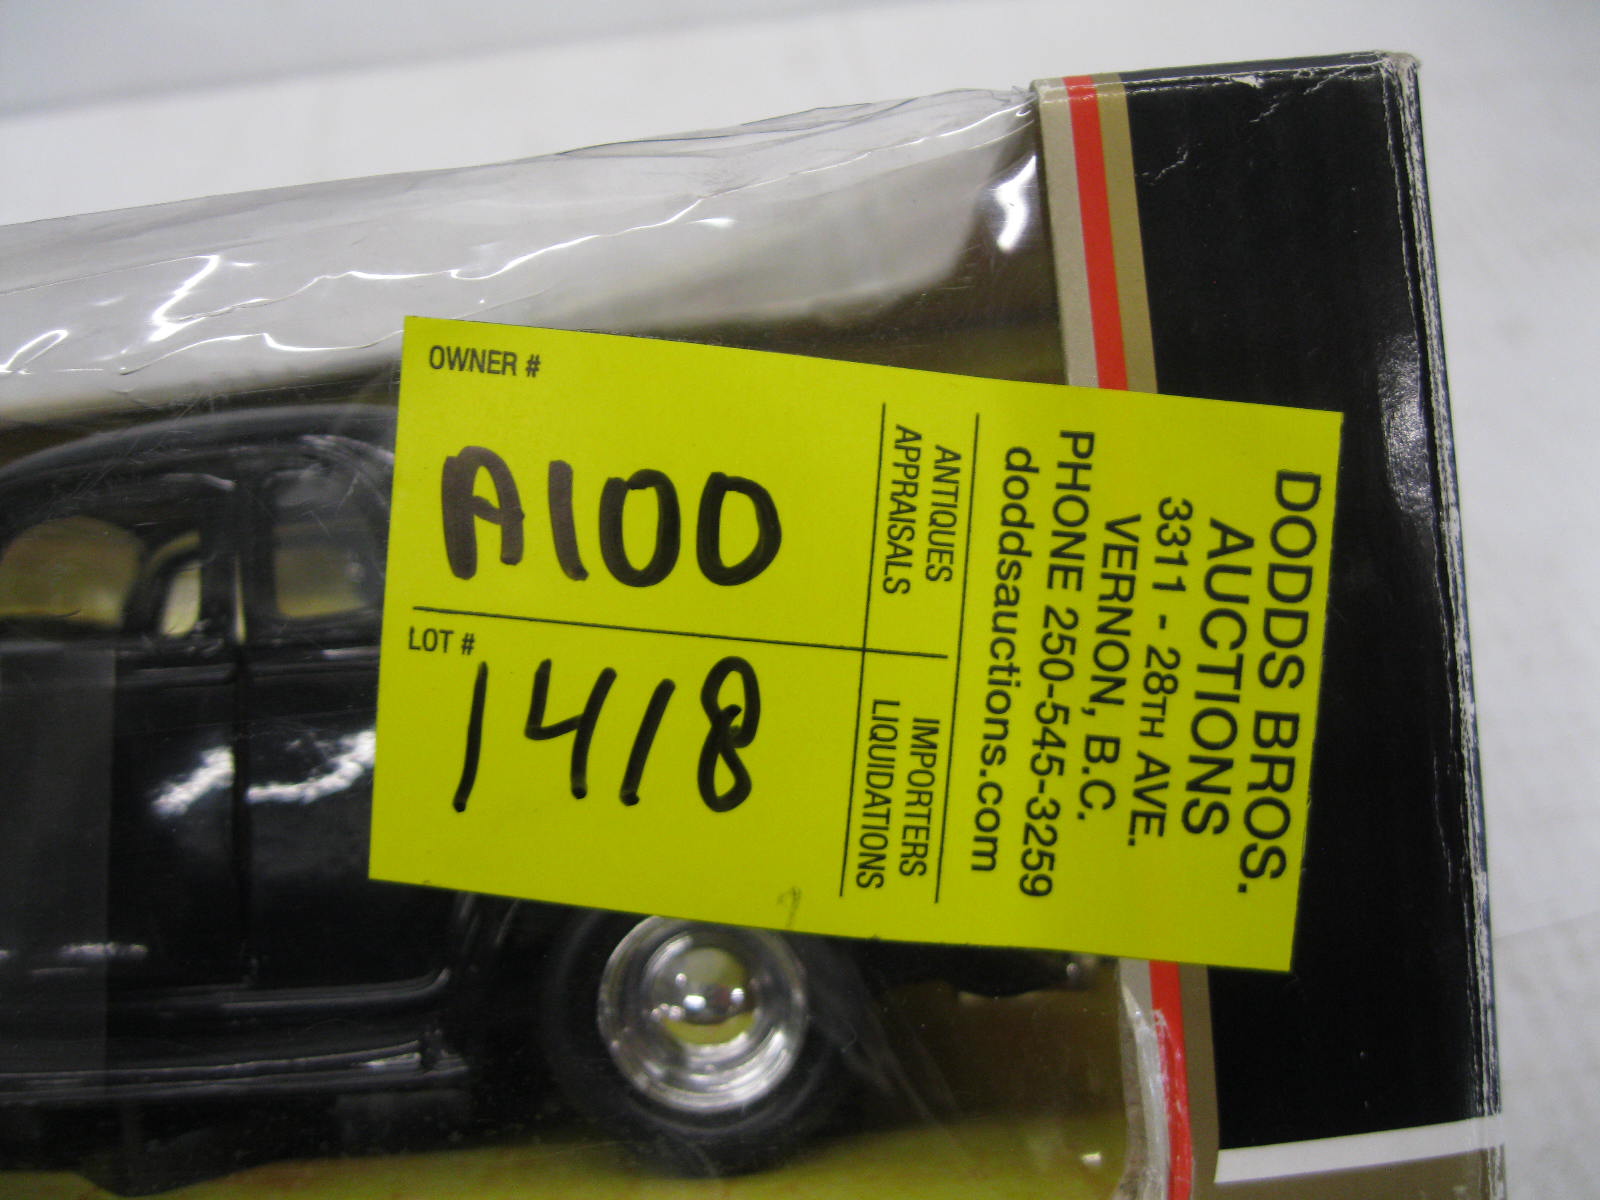 OWNER #
A100
LOT #
1418
ANTIQUES
APPRAISALS
IMPORTERS
LIQUIDATIONS
DODDS BROS.
AUCTIONS
3311 - 28TH AVE.
VERNON, B.C.
PHONE 250-545-3259
doddsauctions.com